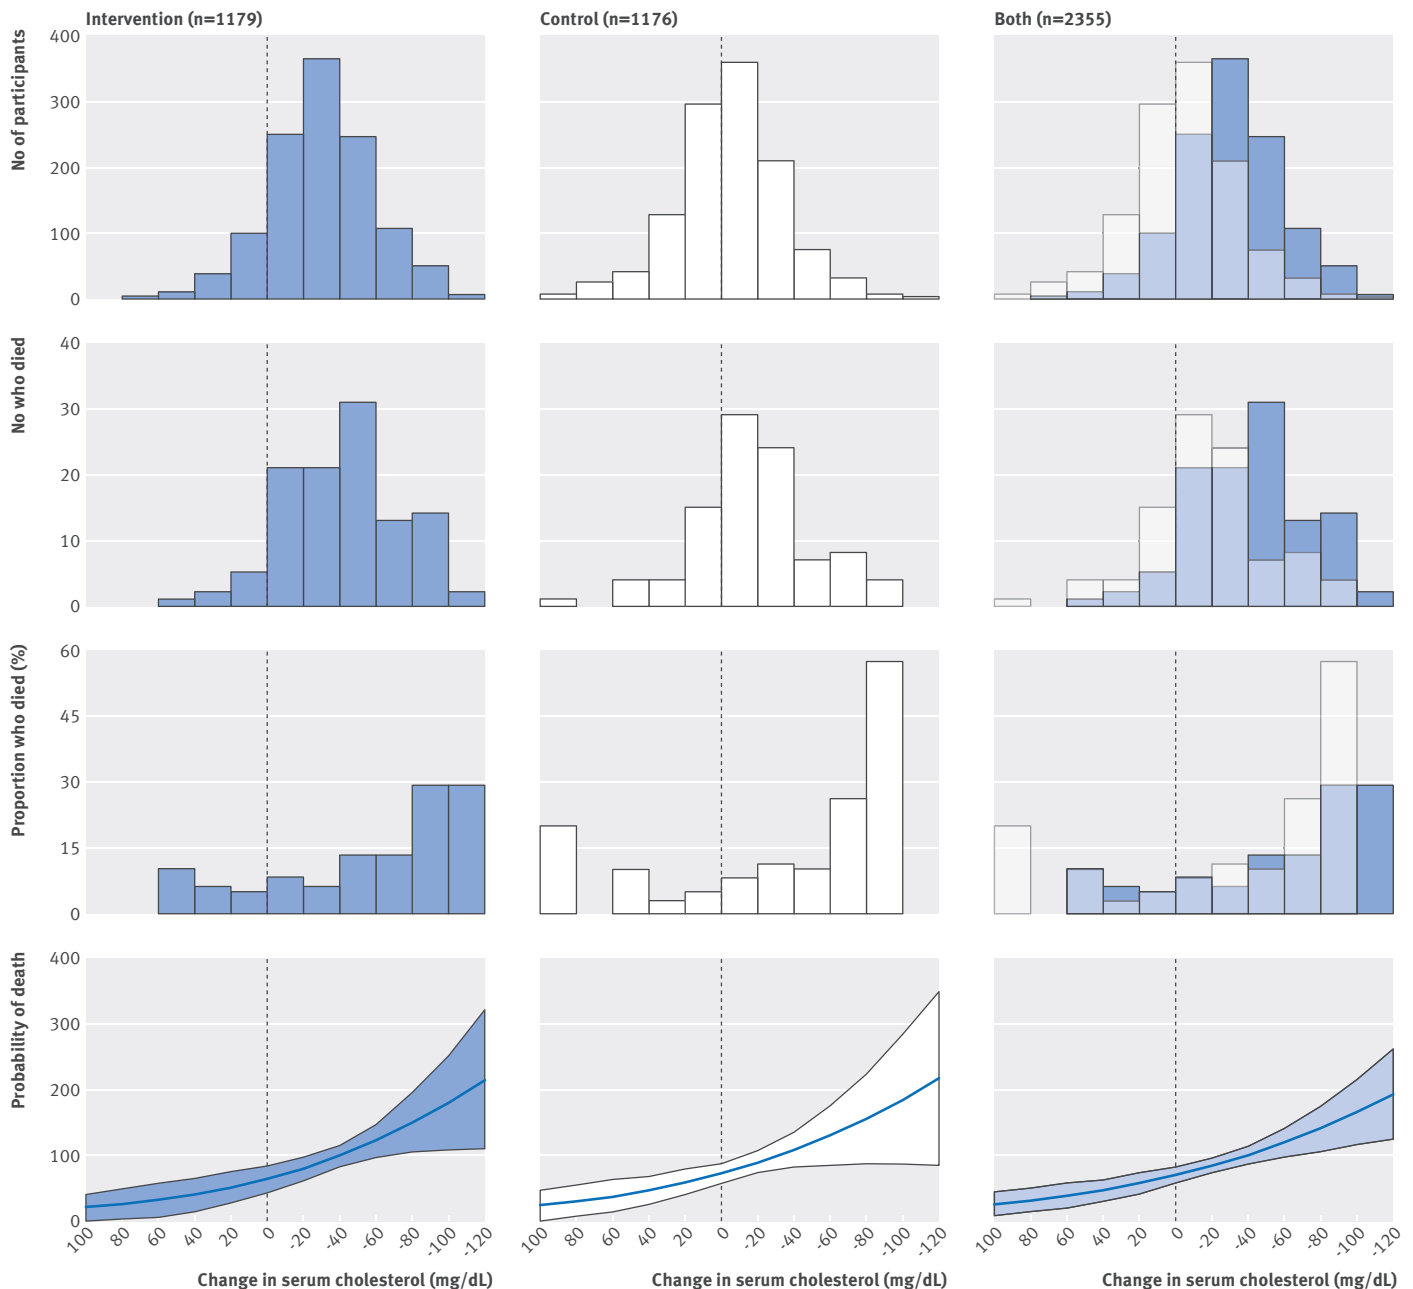 Intervention (n=1179)
Control (n=1176)
Both (n=2355)
No of participants
400
300
200
100
0
No who died
40
30
20
10
0
Proportion who died (%)
60
45
30
15
0
Probability of death
400
300
200
100
0
100 80 60 40 20 0 -20 -40 -60 -80 -100 -120
100 80 60 40 20 0 -20 -40 -60 -80 -100 -120
100 80 60 40 20 0 -20 -40 -60 -80 -100 -120
Change in serum cholesterol (mg/dL)
Change in serum cholesterol (mg/dL)
Change in serum cholesterol (mg/dL)